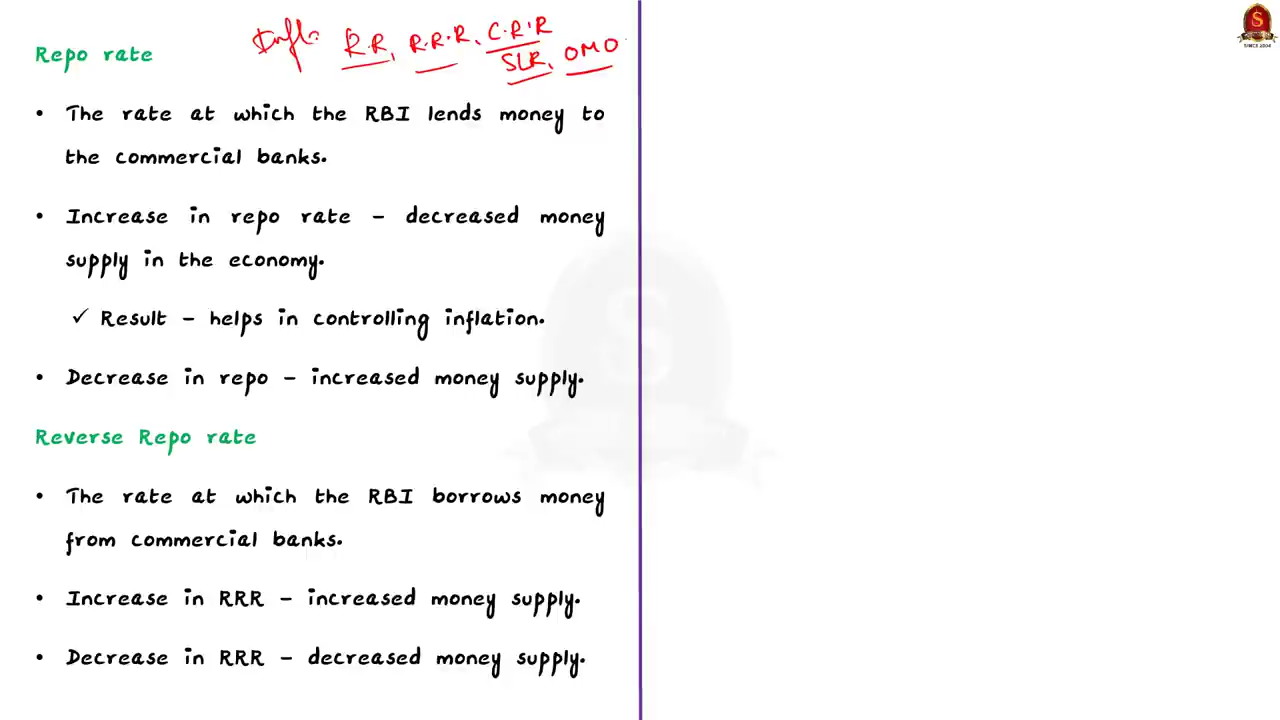 Repo rate
Infl:
R.R, R.R.R, C.R.R
SLR, OMO
• The rate at which the RBI lends money to
the commercial banks.
• Increase in repo rate – decreased money
supply in the economy.
✓ Result – helps in controlling inflation.
• Decrease in repo – increased money supply.
Reverse Repo rate
• The rate at which the RBI borrows money
from commercial banks.
• Increase in RRR – increased money supply.
• Decrease in RRR – decreased money supply.
S
SINCE 2004